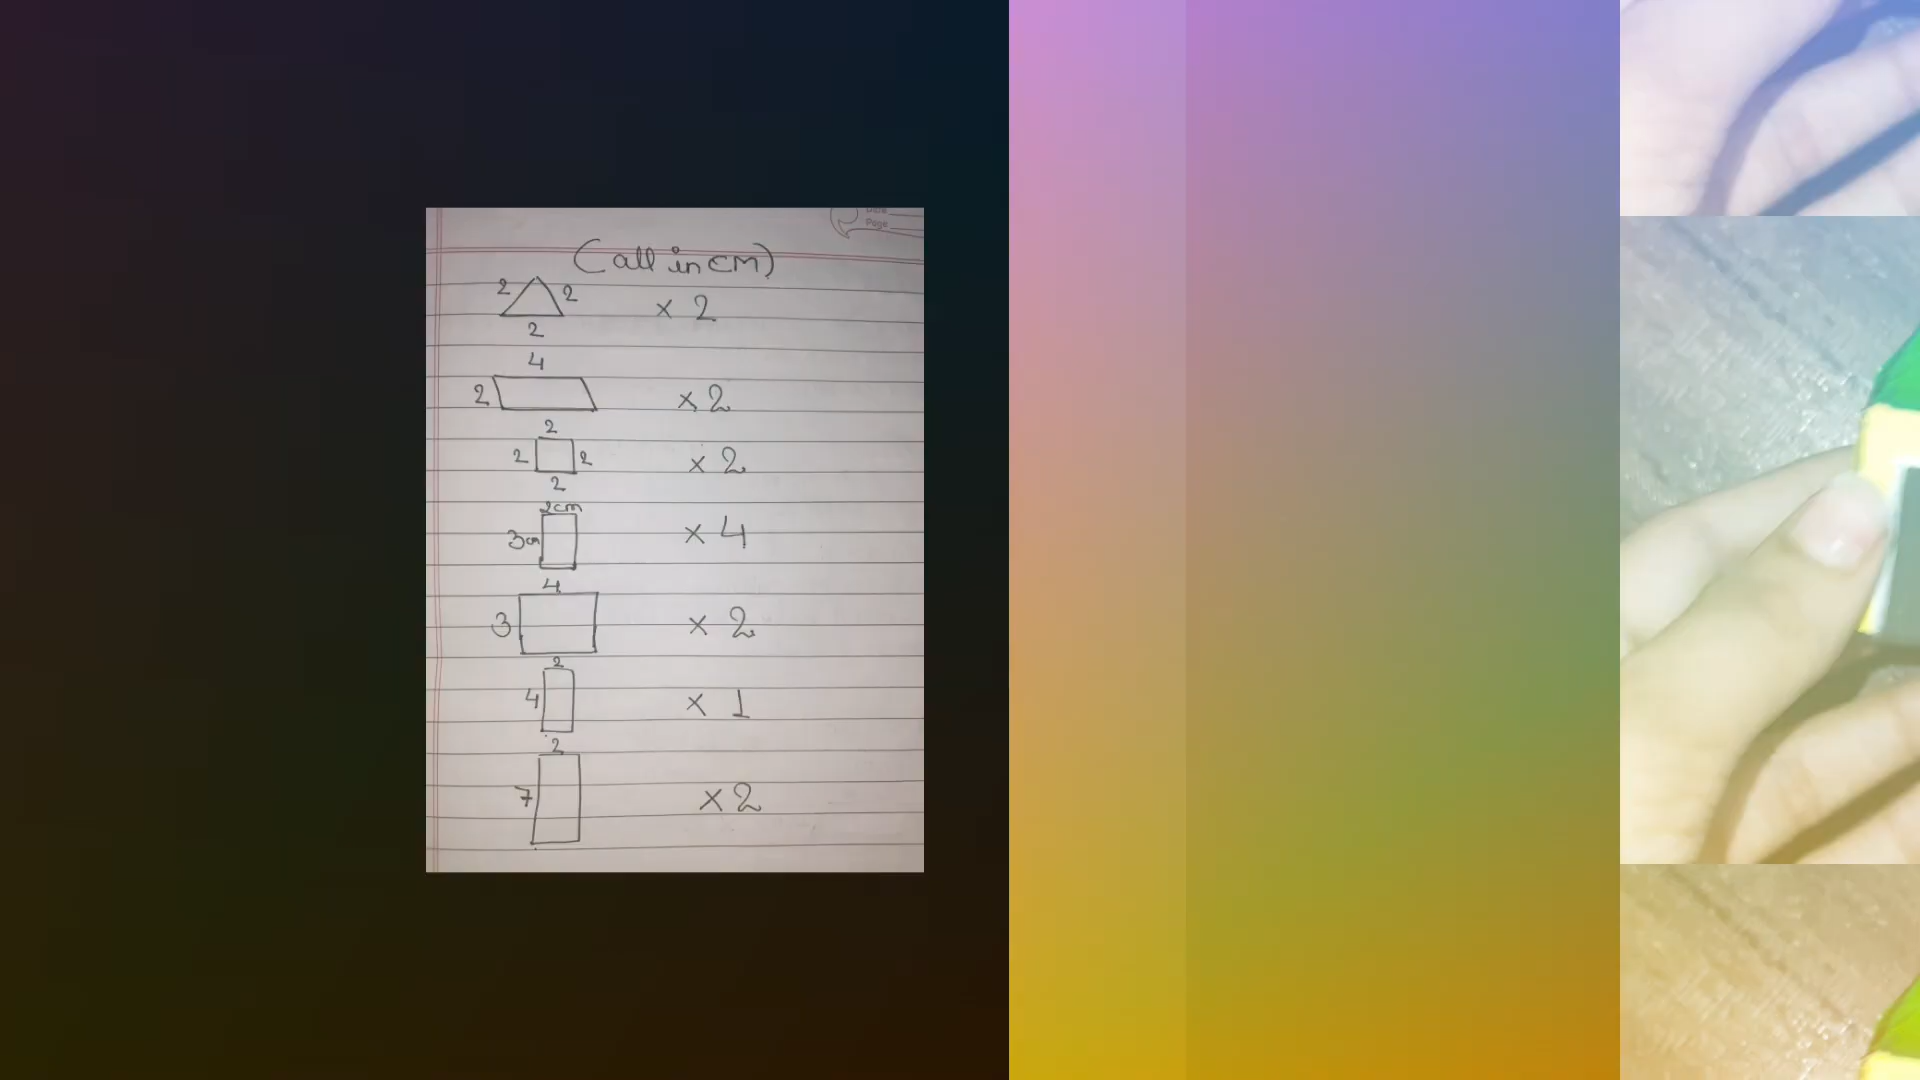 Page
(all in CM)
2 2 × 2
2
4
2 × 2
2
2 2 × 2
2
2cm
3cm × 4
4
3 × 2
2
4 × 1
2
7 × 2